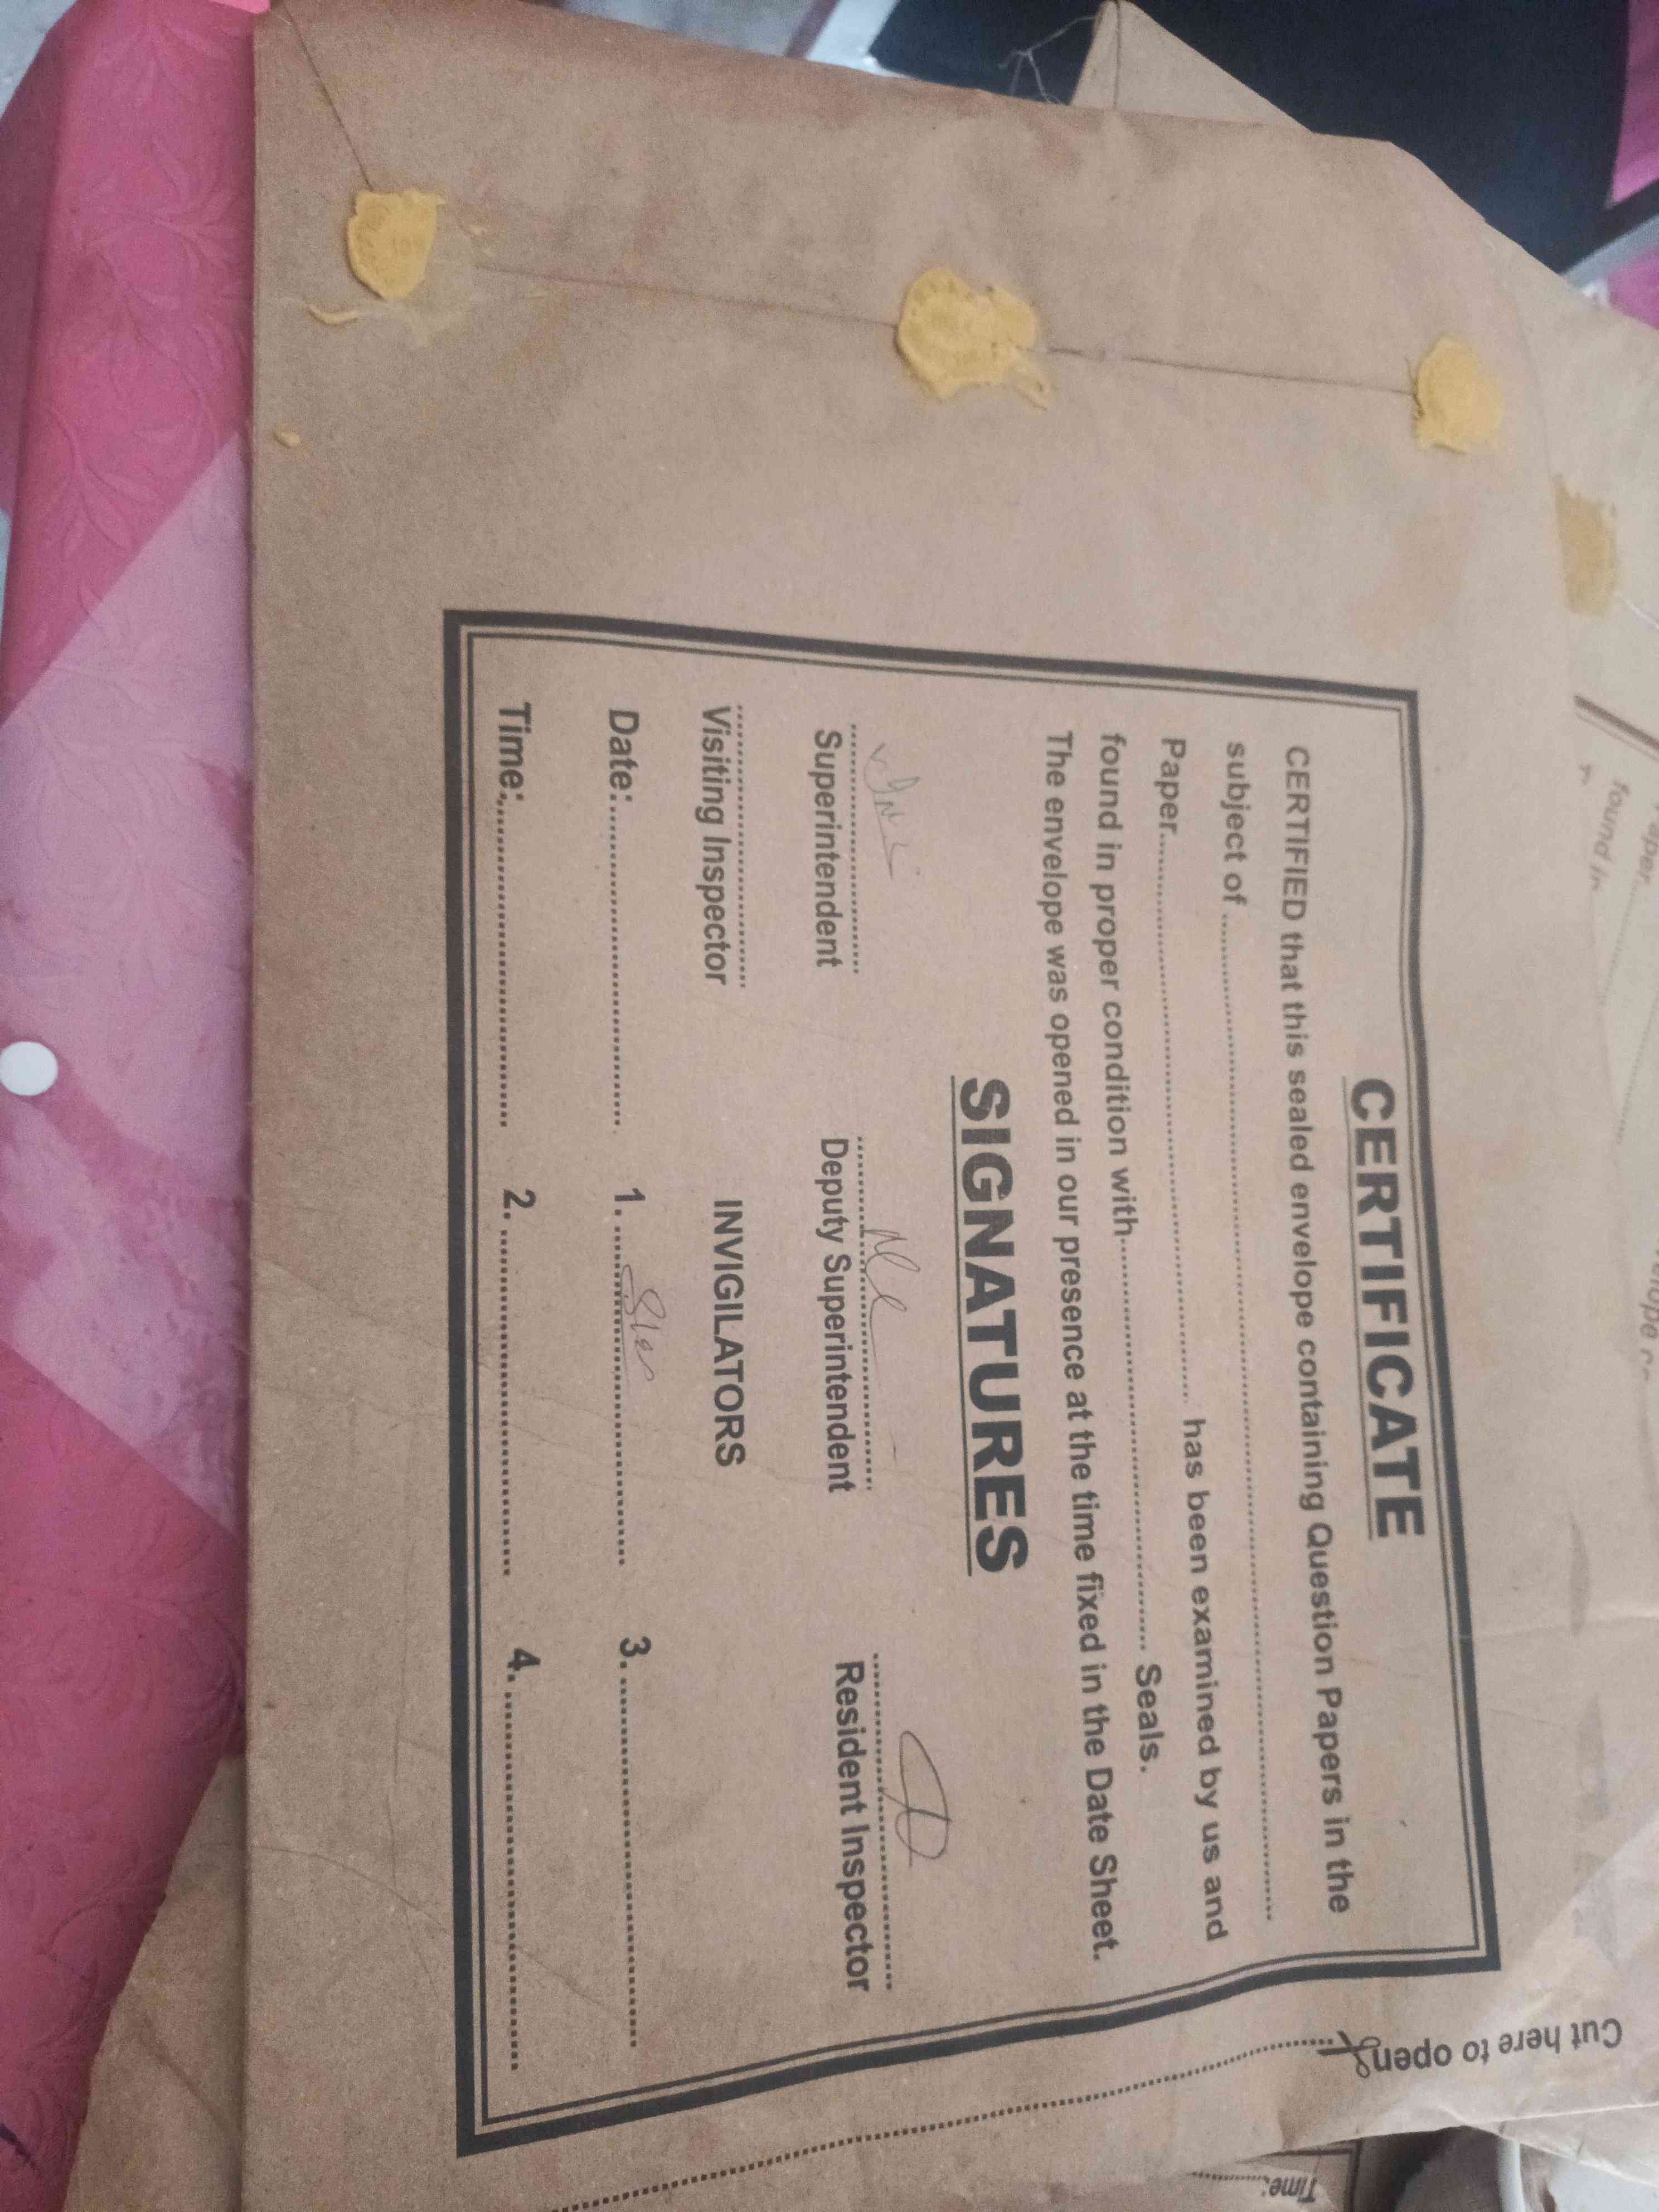 CERTIFICATE
CERTIFIED that this sealed envelope containing Question Papers in the
subject of ..........
Paper.......... has been examined by us and
found in proper condition with.......... Seals.
The envelope was opened in our presence at the time fixed in the Date Sheet.
SIGNATURES
Superintendent Deputy Superintendent Resident Inspector
Visiting Inspector INVIGILATORS
Date:.......... 1. .......... 3. ..........
Time:.......... 2. .......... 4. ..........
Cut here to open
found in
Time: